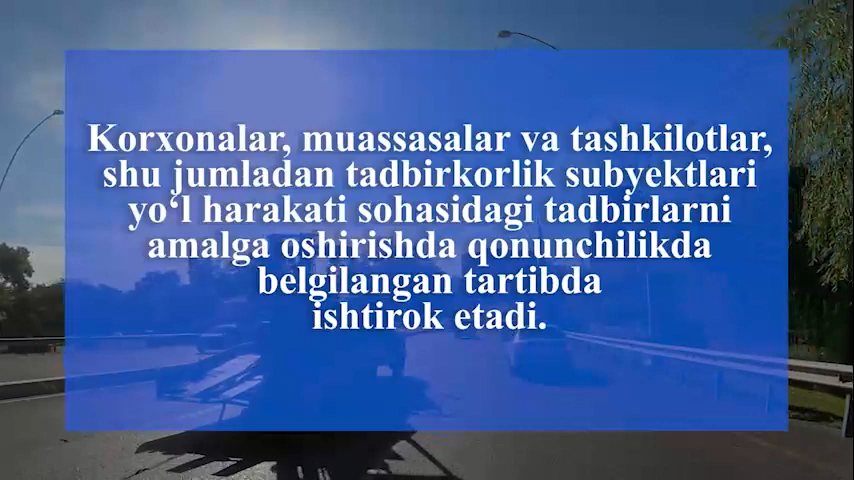 Korxonalar, muassasalar va tashkilotlar,
shu jumladan tadbirkorlik subyektlari
yo‘l harakati sohasidagi tadbirlarni
amalga oshirishda qonunchilikda
belgilangan tartibda
ishtirok etadi.